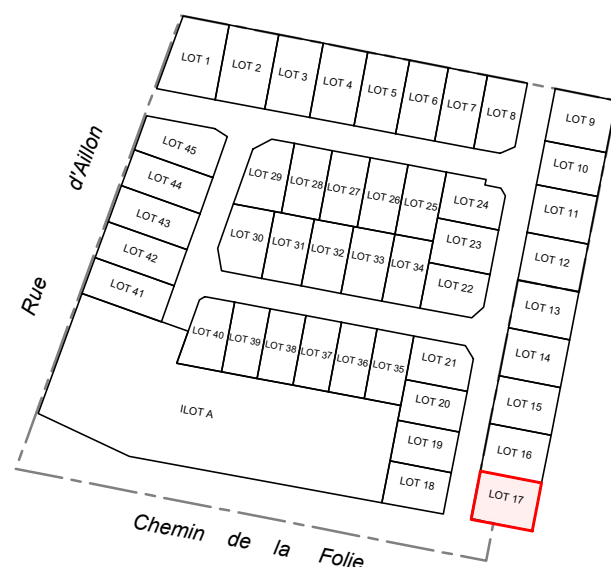 LOT 1
LOT 2
LOT 3
LOT 4
LOT 5
LOT 6
LOT 7
LOT 8
LOT 9
LOT 10
LOT 11
LOT 12
LOT 13
LOT 14
LOT 15
LOT 16
LOT 17
LOT 45
LOT 44
LOT 43
LOT 42
LOT 41
LOT 29
LOT 28
LOT 27
LOT 26
LOT 25
LOT 24
LOT 23
LOT 22
LOT 30
LOT 31
LOT 32
LOT 33
LOT 34
LOT 40
LOT 39
LOT 38
LOT 37
LOT 36
LOT 35
LOT 21
LOT 20
LOT 19
LOT 18
ILOT A
Rue d'Aillon
Chemin de la Folie